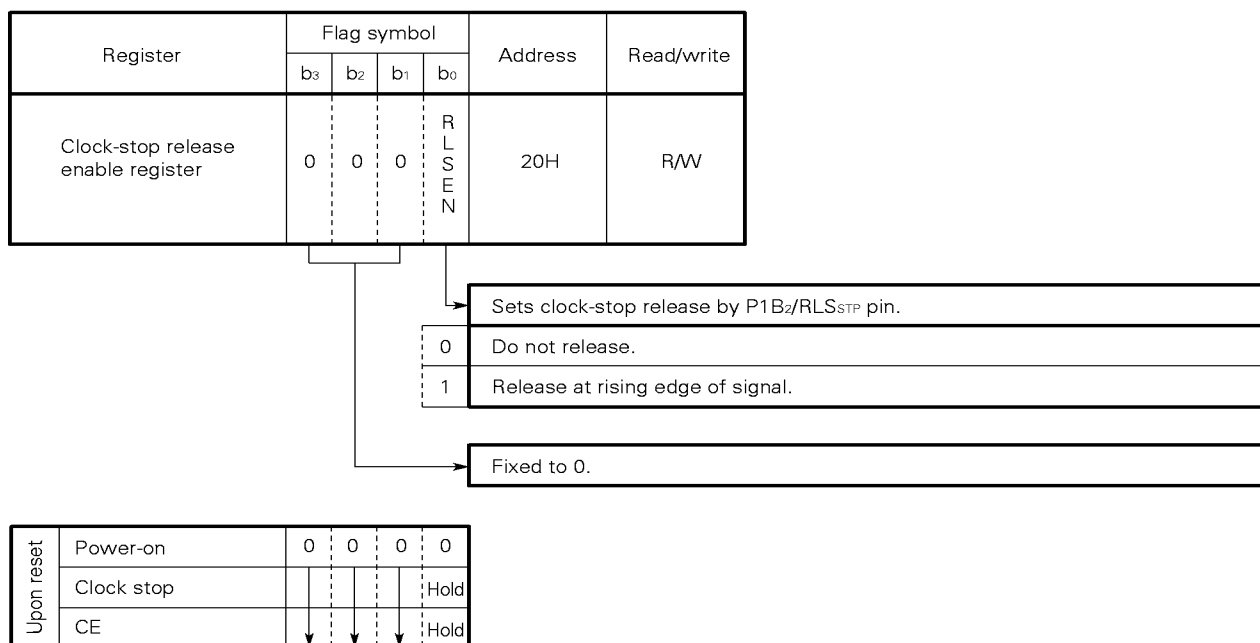 Register
Flag symbol
Address
Read/write
b3
b2
b1
b0
Clock-stop release
enable register
0
0
0
RLSEN
20H
R/W
Sets clock-stop release by P1B2/RLSSTP pin.
0
Do not release.
1
Release at rising edge of signal.
Fixed to 0.
Upon reset
Power-on
0
0
0
0
Clock stop
Hold
CE
Hold